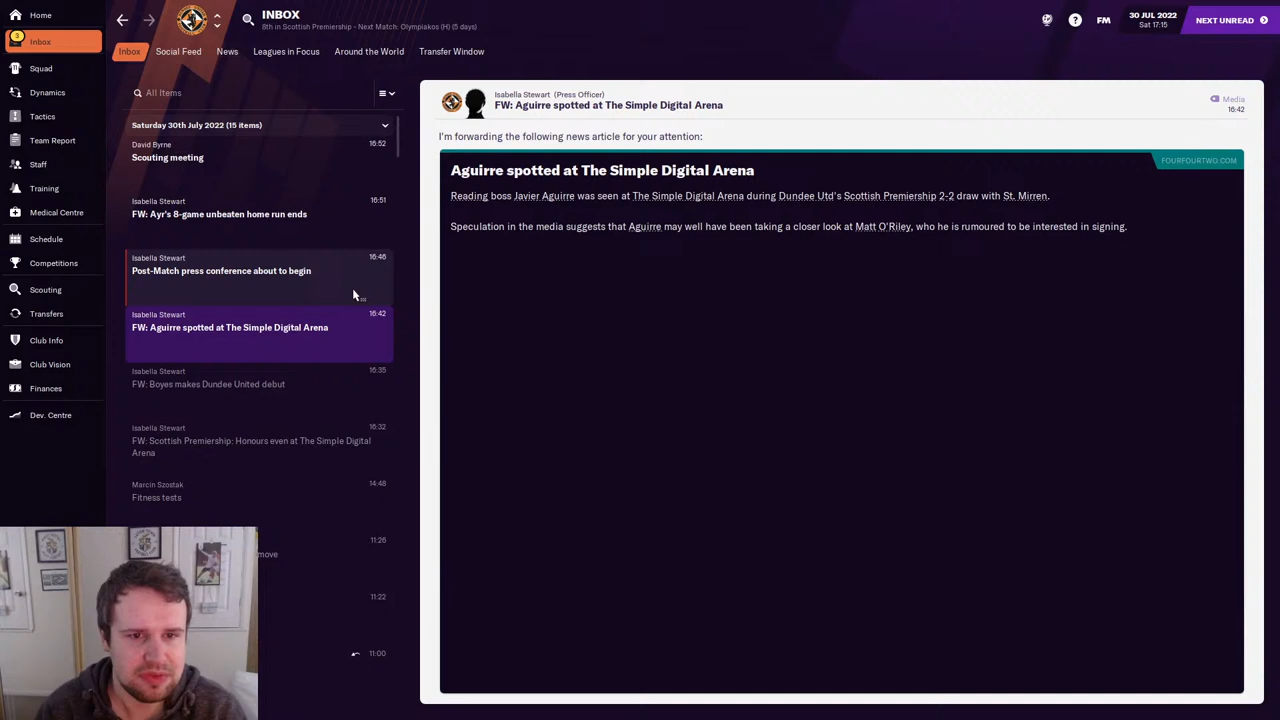 Home
INBOX
8th in Scottish Premiership - Next Match: Olympiakos (H) (5 days)
FM
30 JUL 2022
Sat 17:15
NEXT UNREAD
3
Inbox
Inbox
Social Feed
News
Leagues in Focus
Around the World
Transfer Window
Squad
Dynamics
Tactics
Team Report
Staff
Training
Medical Centre
Schedule
Competitions
Scouting
Transfers
Club Info
Club Vision
Finances
Dev. Centre
All Items
Saturday 30th July 2022 (15 items)
David Byrne
16:52
Scouting meeting
Isabella Stewart
16:51
FW: Ayr's 8-game unbeaten home run ends
Isabella Stewart
16:46
Post-Match press conference about to begin
Isabella Stewart
16:42
FW: Aguirre spotted at The Simple Digital Arena
Isabella Stewart
16:35
FW: Boyes makes Dundee United debut
Isabella Stewart
16:32
FW: Scottish Premiership: Honours even at The Simple Digital
Arena
Marcin Szostak
14:48
Fitness tests
11:26
move
11:22
11:00
Isabella Stewart (Press Officer)
FW: Aguirre spotted at The Simple Digital Arena
Media
16:42
I'm forwarding the following news article for your attention:
FOURFOURTWO.COM
Aguirre spotted at The Simple Digital Arena
Reading boss Javier Aguirre was seen at The Simple Digital Arena during Dundee Utd's Scottish Premiership 2-2 draw with St. Mirren.
Speculation in the media suggests that Aguirre may well have been taking a closer look at Matt O'Riley, who he is rumoured to be interested in signing.